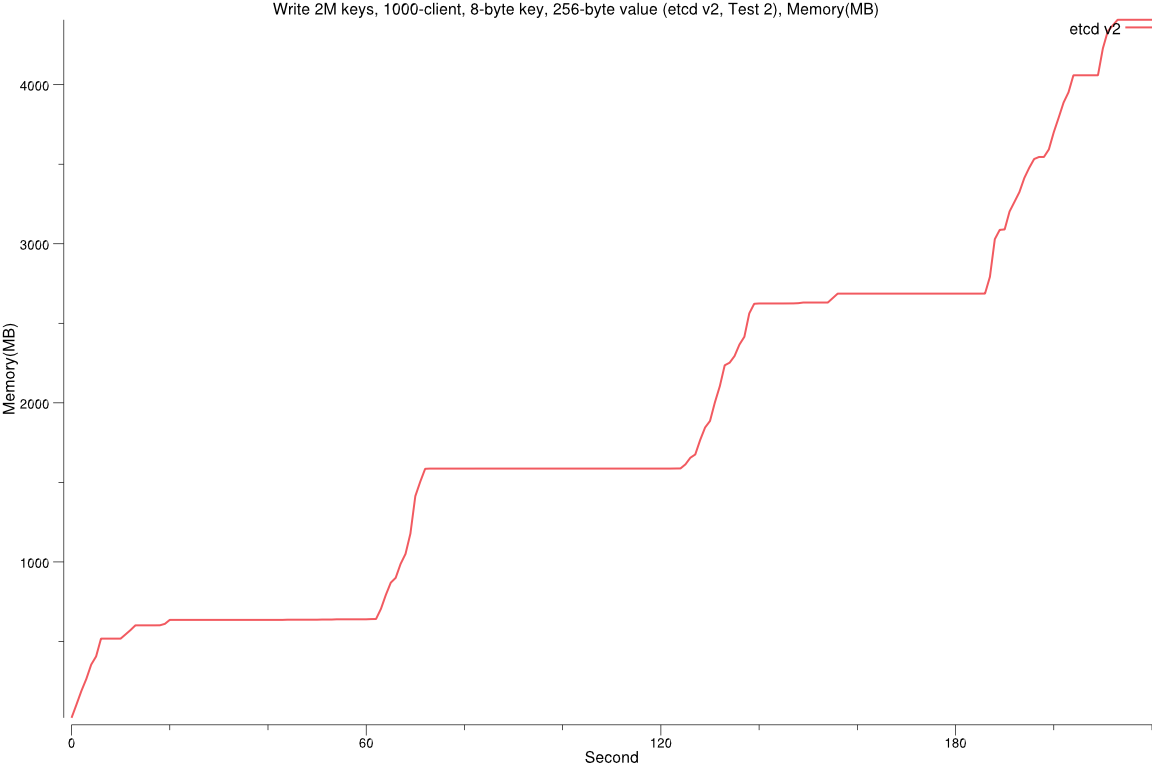 Write 2M keys, 1000-client, 8-byte key, 256-byte value (etcd v2, Test 2), Memory(MB)
etcd v2
4000
3000
2000
1000
Memory(MB)
0
60
120
180
Second